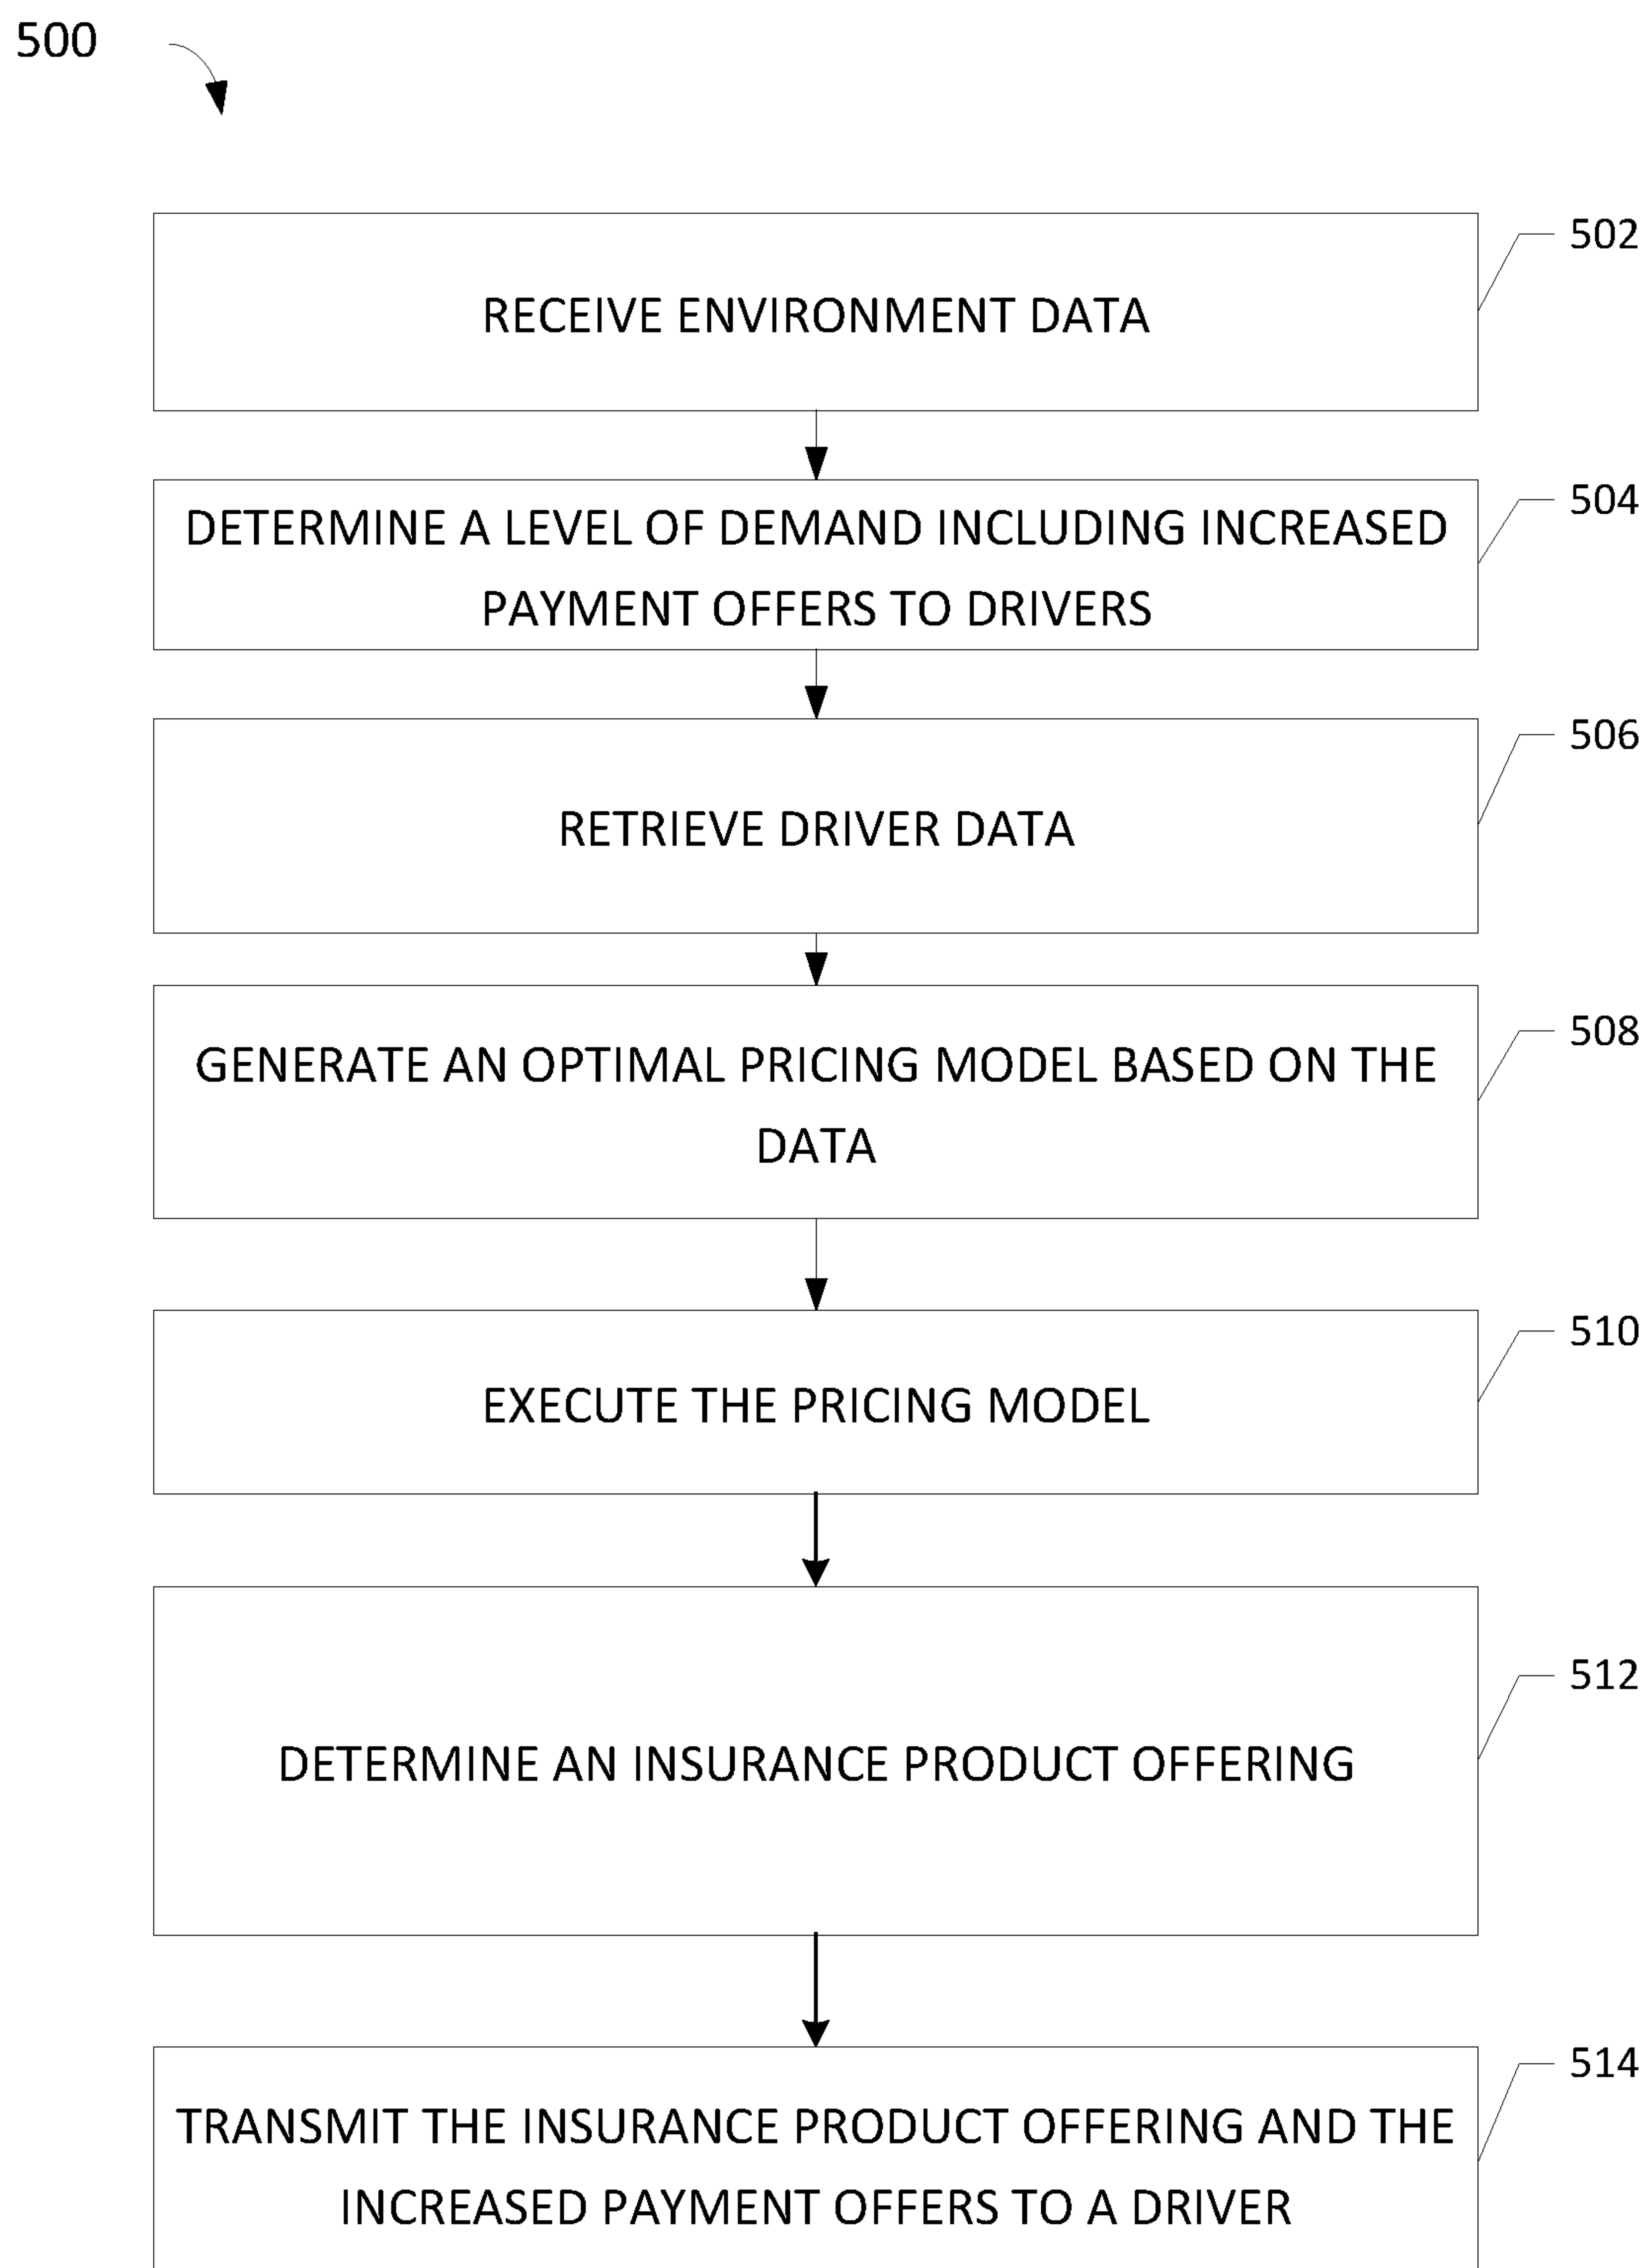 500
502
RECEIVE ENVIRONMENT DATA
504
DETERMINE A LEVEL OF DEMAND INCLUDING INCREASED
PAYMENT OFFERS TO DRIVERS
506
RETRIEVE DRIVER DATA
508
GENERATE AN OPTIMAL PRICING MODEL BASED ON THE
DATA
510
EXECUTE THE PRICING MODEL
512
DETERMINE AN INSURANCE PRODUCT OFFERING
514
TRANSMIT THE INSURANCE PRODUCT OFFERING AND THE
INCREASED PAYMENT OFFERS TO A DRIVER